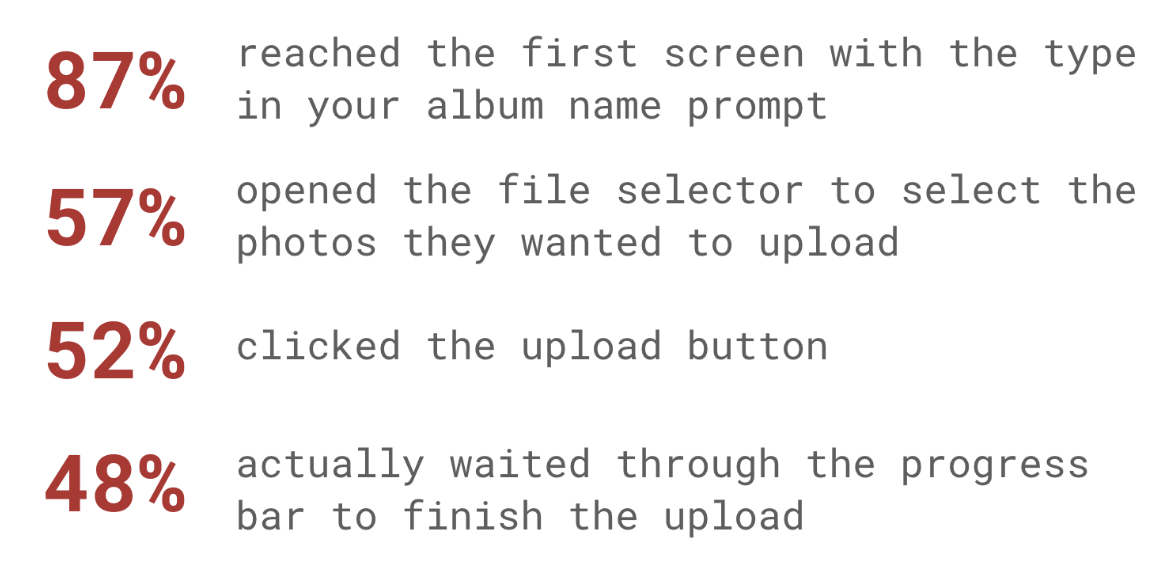 87% reached the first screen with the type
in your album name prompt
57% opened the file selector to select the
photos they wanted to upload
52% clicked the upload button
48% actually waited through the progress
bar to finish the upload